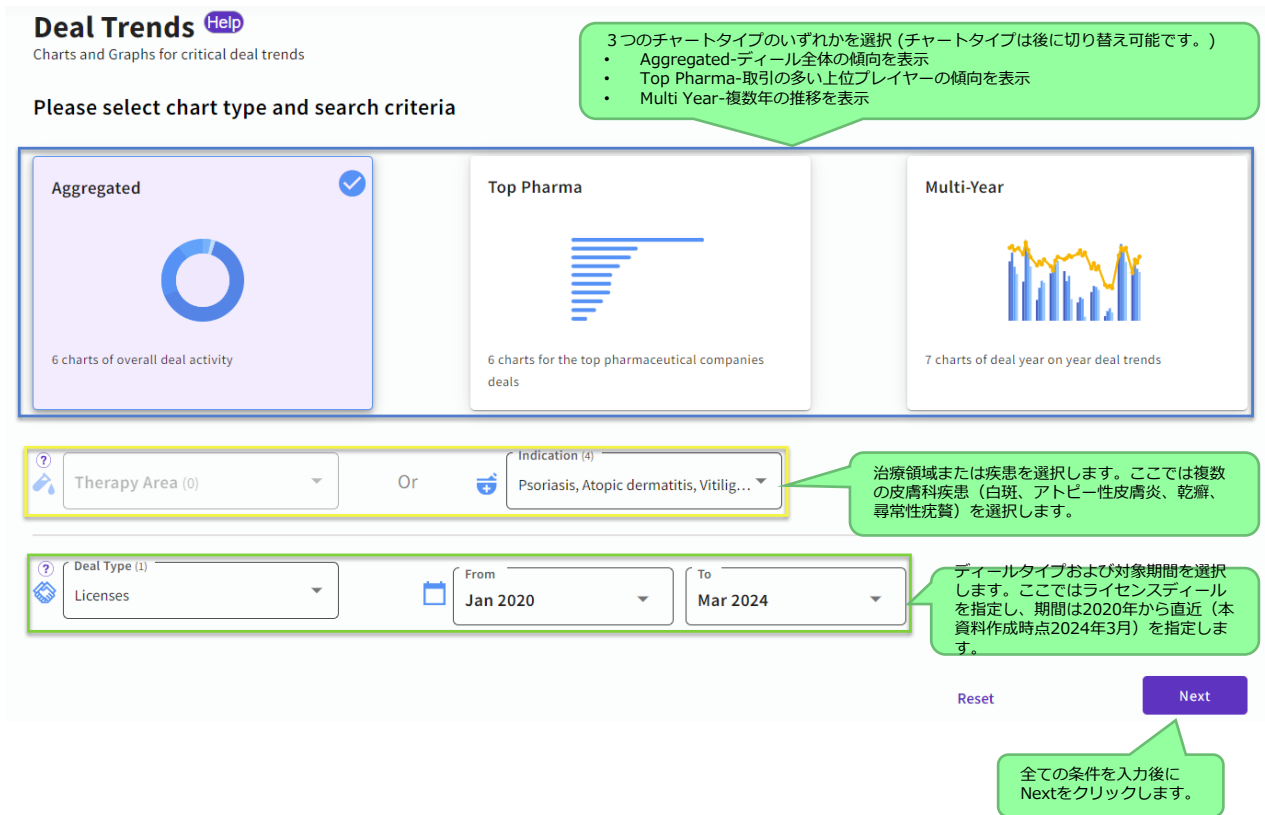 Deal Trends Help
Charts and Graphs for critical deal trends
３つのチャートタイプのいずれかを選択 (チャートタイプは後に切り替え可能です。)
• Aggregated-ディール全体の傾向を表示
• Top Pharma-取引の多い上位プレイヤーの傾向を表示
• Multi Year-複数年の推移を表示
Please select chart type and search criteria
Aggregated
6 charts of overall deal activity
Top Pharma
6 charts for the top pharmaceutical companies
deals
Multi-Year
7 charts of deal year on year deal trends
?
Therapy Area (0)
Or
Indication (4)
Psoriasis, Atopic dermatitis, Vitilig...
治療領域または疾患を選択します。ここでは複数
の皮膚科疾患（白斑、アトピー性皮膚炎、乾癬、
尋常性疣贅）を選択します。
?
Deal Type (1)
Licenses
From
Jan 2020
To
Mar 2024
ディールタイプおよび対象期間を選択
します。ここではライセンスディール
を指定し、期間は2020年から直近（本
資料作成時点2024年3月）を指定しま
す。
Reset
Next
全ての条件を入力後に
Nextをクリックします。